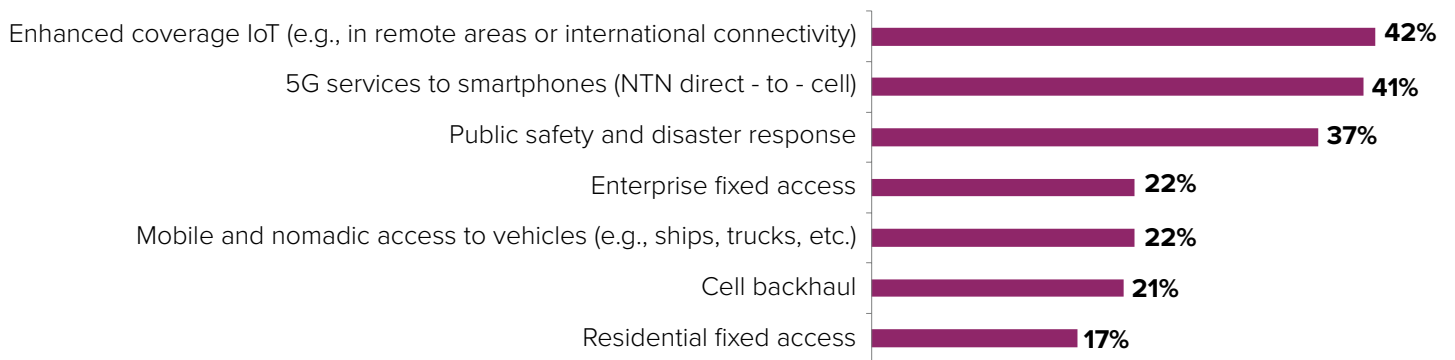 Enhanced coverage IoT (e.g., in remote areas or international connectivity) 42%
5G services to smartphones (NTN direct - to - cell) 41%
Public safety and disaster response 37%
Enterprise fixed access 22%
Mobile and nomadic access to vehicles (e.g., ships, trucks, etc.) 22%
Cell backhaul 21%
Residential fixed access 17%